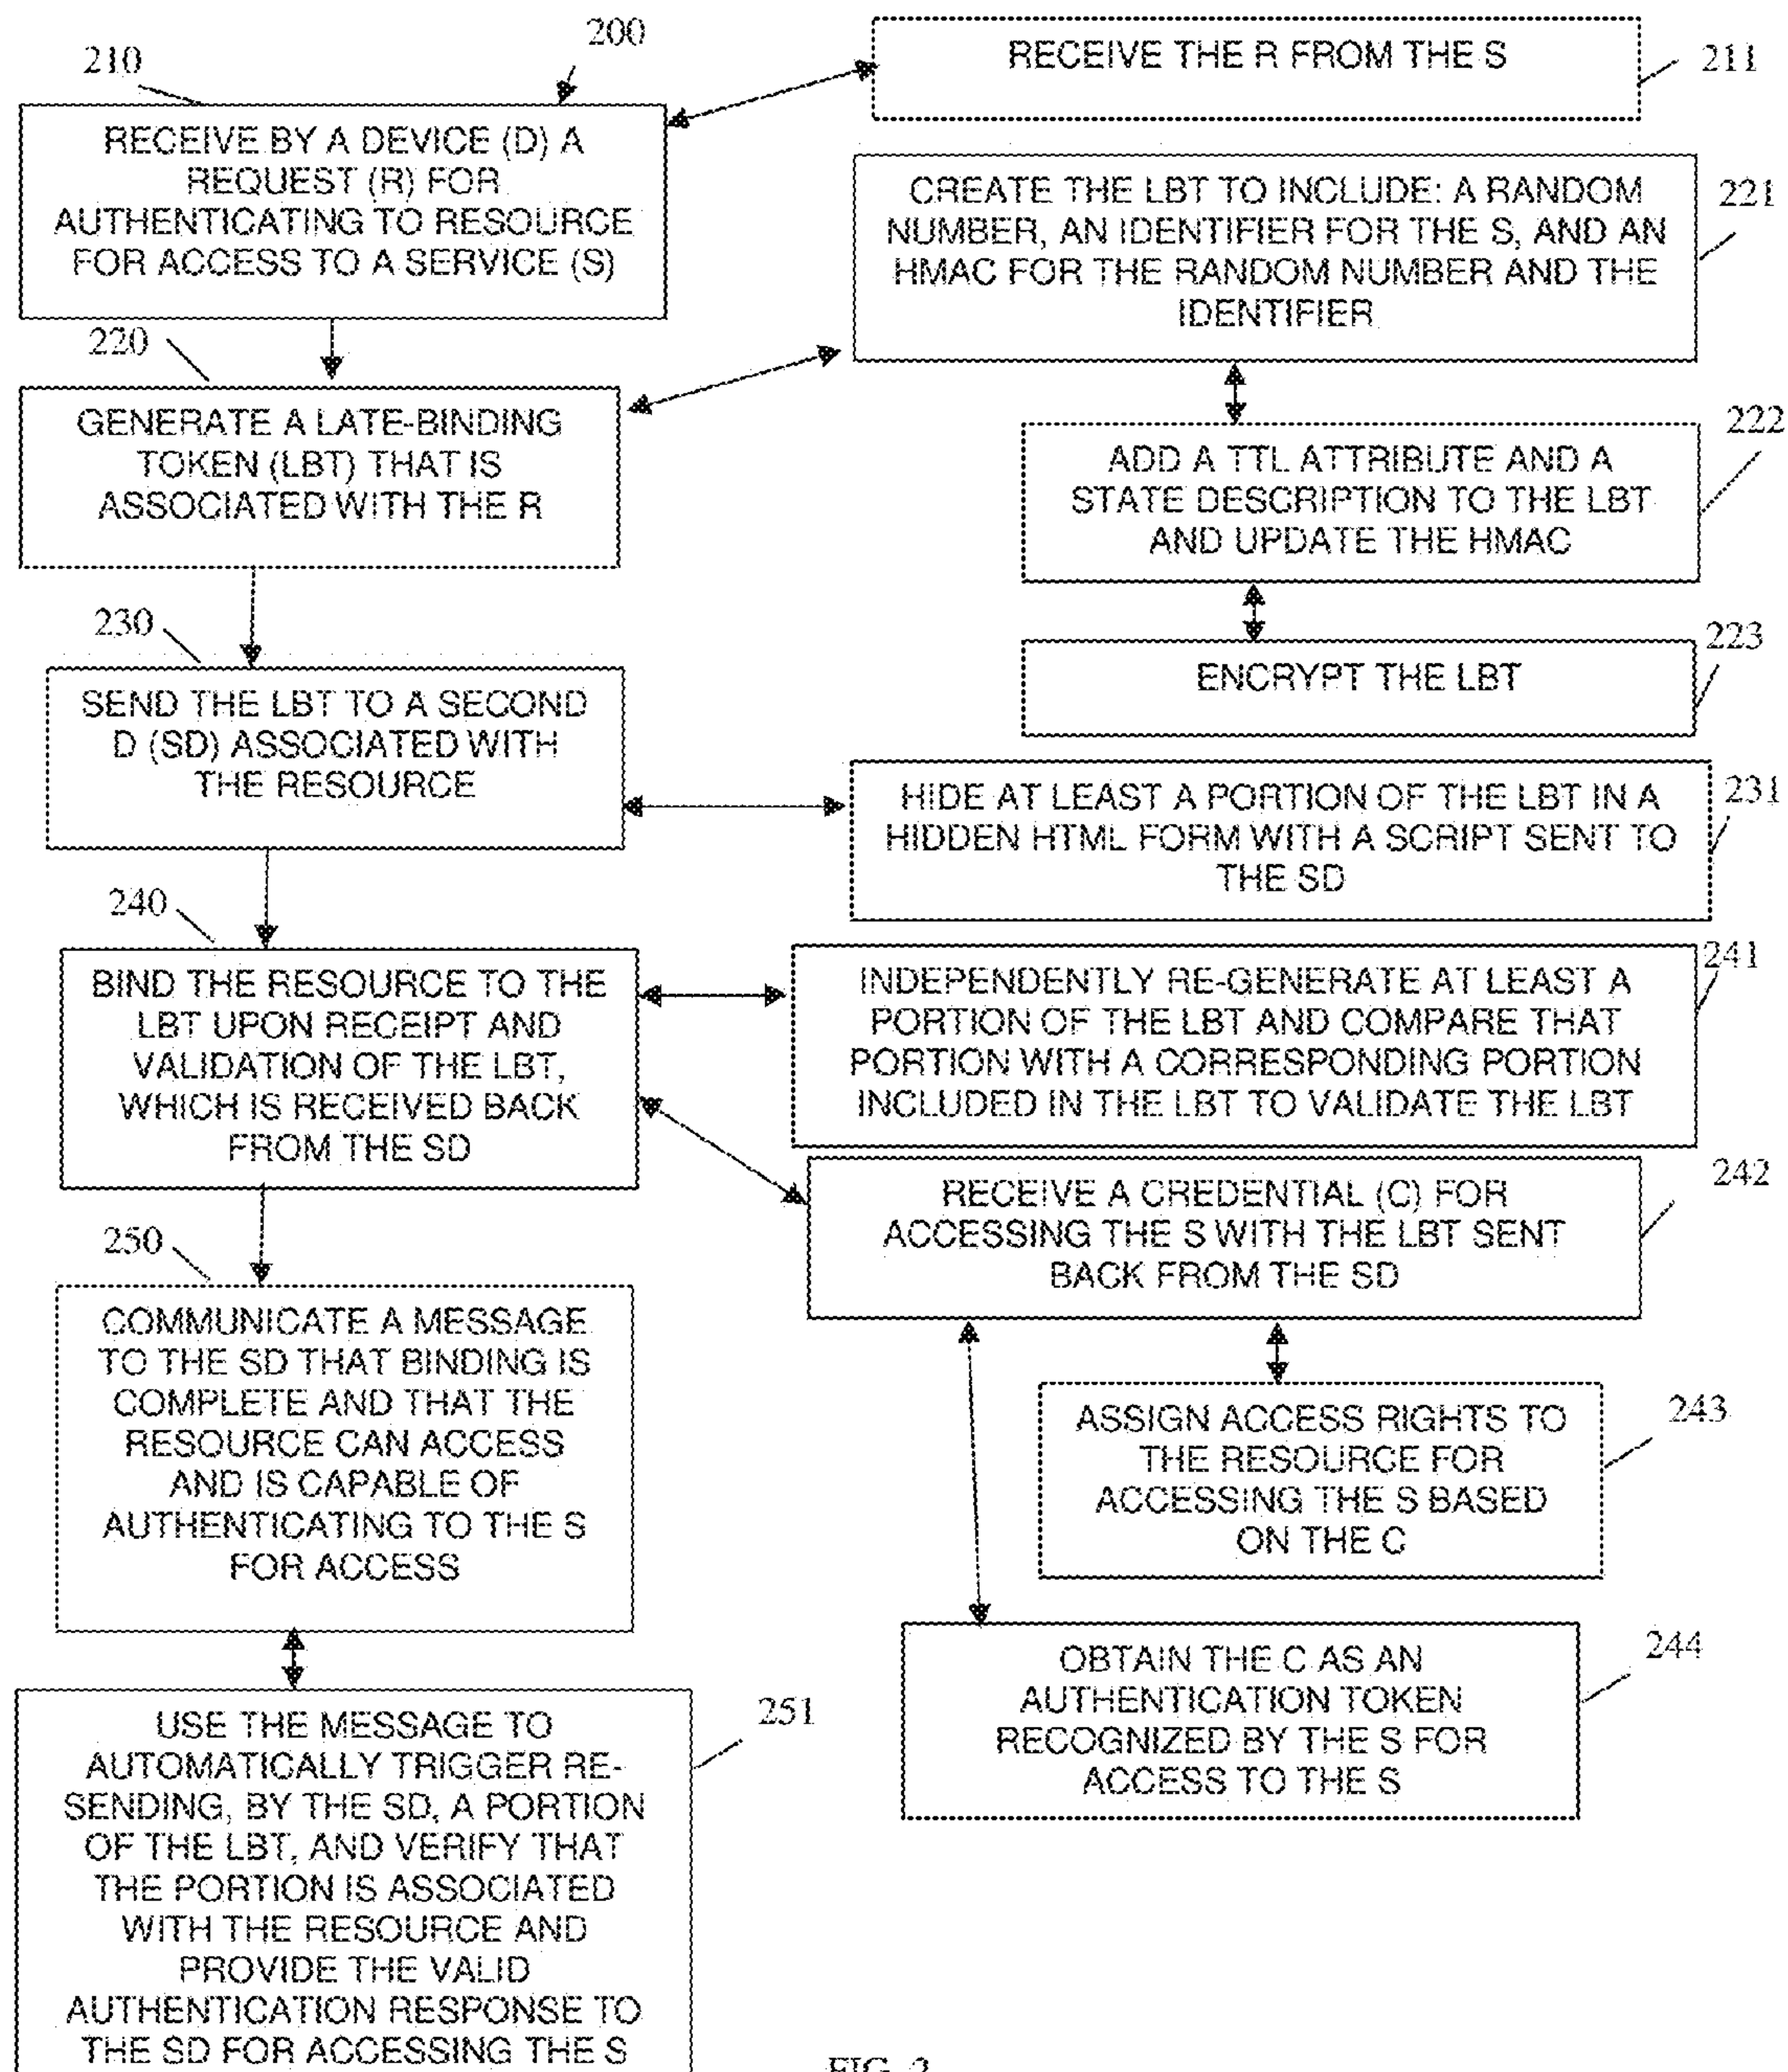 200
210
RECEIVE BY A DEVICE (D) A
REQUEST (R) FOR
AUTHENTICATING TO RESOURCE
FOR ACCESS TO A SERVICE (S)
RECEIVE THE R FROM THE S
211
CREATE THE LBT TO INCLUDE: A RANDOM
NUMBER, AN IDENTIFIER FOR THE S, AND AN
HMAC FOR THE RANDOM NUMBER AND THE
IDENTIFIER
221
220
GENERATE A LATE-BINDING
TOKEN (LBT) THAT IS
ASSOCIATED WITH THE R
ADD A TTL ATTRIBUTE AND A
STATE DESCRIPTION TO THE LBT
AND UPDATE THE HMAC
222
ENCRYPT THE LBT
223
230
SEND THE LBT TO A SECOND
D (SD) ASSOCIATED WITH
THE RESOURCE
HIDE AT LEAST A PORTION OF THE LBT IN A
HIDDEN HTML FORM WITH A SCRIPT SENT TO
THE SD
231
240
BIND THE RESOURCE TO THE
LBT UPON RECEIPT AND
VALIDATION OF THE LBT,
WHICH IS RECEIVED BACK
FROM THE SD
INDEPENDENTLY RE-GENERATE AT LEAST A
PORTION OF THE LBT AND COMPARE THAT
PORTION WITH A CORRESPONDING PORTION
INCLUDED IN THE LBT TO VALIDATE THE LBT
241
RECEIVE A CREDENTIAL (C) FOR
ACCESSING THE S WITH THE LBT SENT
BACK FROM THE SD
242
250
COMMUNICATE A MESSAGE
TO THE SD THAT BINDING IS
COMPLETE AND THAT THE
RESOURCE CAN ACCESS
AND IS CAPABLE OF
AUTHENTICATING TO THE S
FOR ACCESS
ASSIGN ACCESS RIGHTS TO
THE RESOURCE FOR
ACCESSING THE S BASED
ON THE C
243
OBTAIN THE C AS AN
AUTHENTICATION TOKEN
RECOGNIZED BY THE S FOR
ACCESS TO THE S
244
USE THE MESSAGE TO
AUTOMATICALLY TRIGGER RE-
SENDING, BY THE SD, A PORTION
OF THE LBT, AND VERIFY THAT
THE PORTION IS ASSOCIATED
WITH THE RESOURCE AND
PROVIDE THE VALID
AUTHENTICATION RESPONSE TO
THE SD FOR ACCESSING THE S
251
FIG. 2